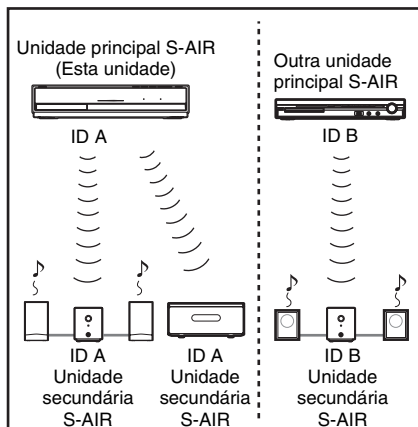 Unidade principal S-AIR
(Esta unidade)
ID A
Outra unidade
principal S-AIR
ID B
ID A
Unidade
secundária
S-AIR
ID A
Unidade
secundária
S-AIR
ID B
Unidade
secundária
S-AIR